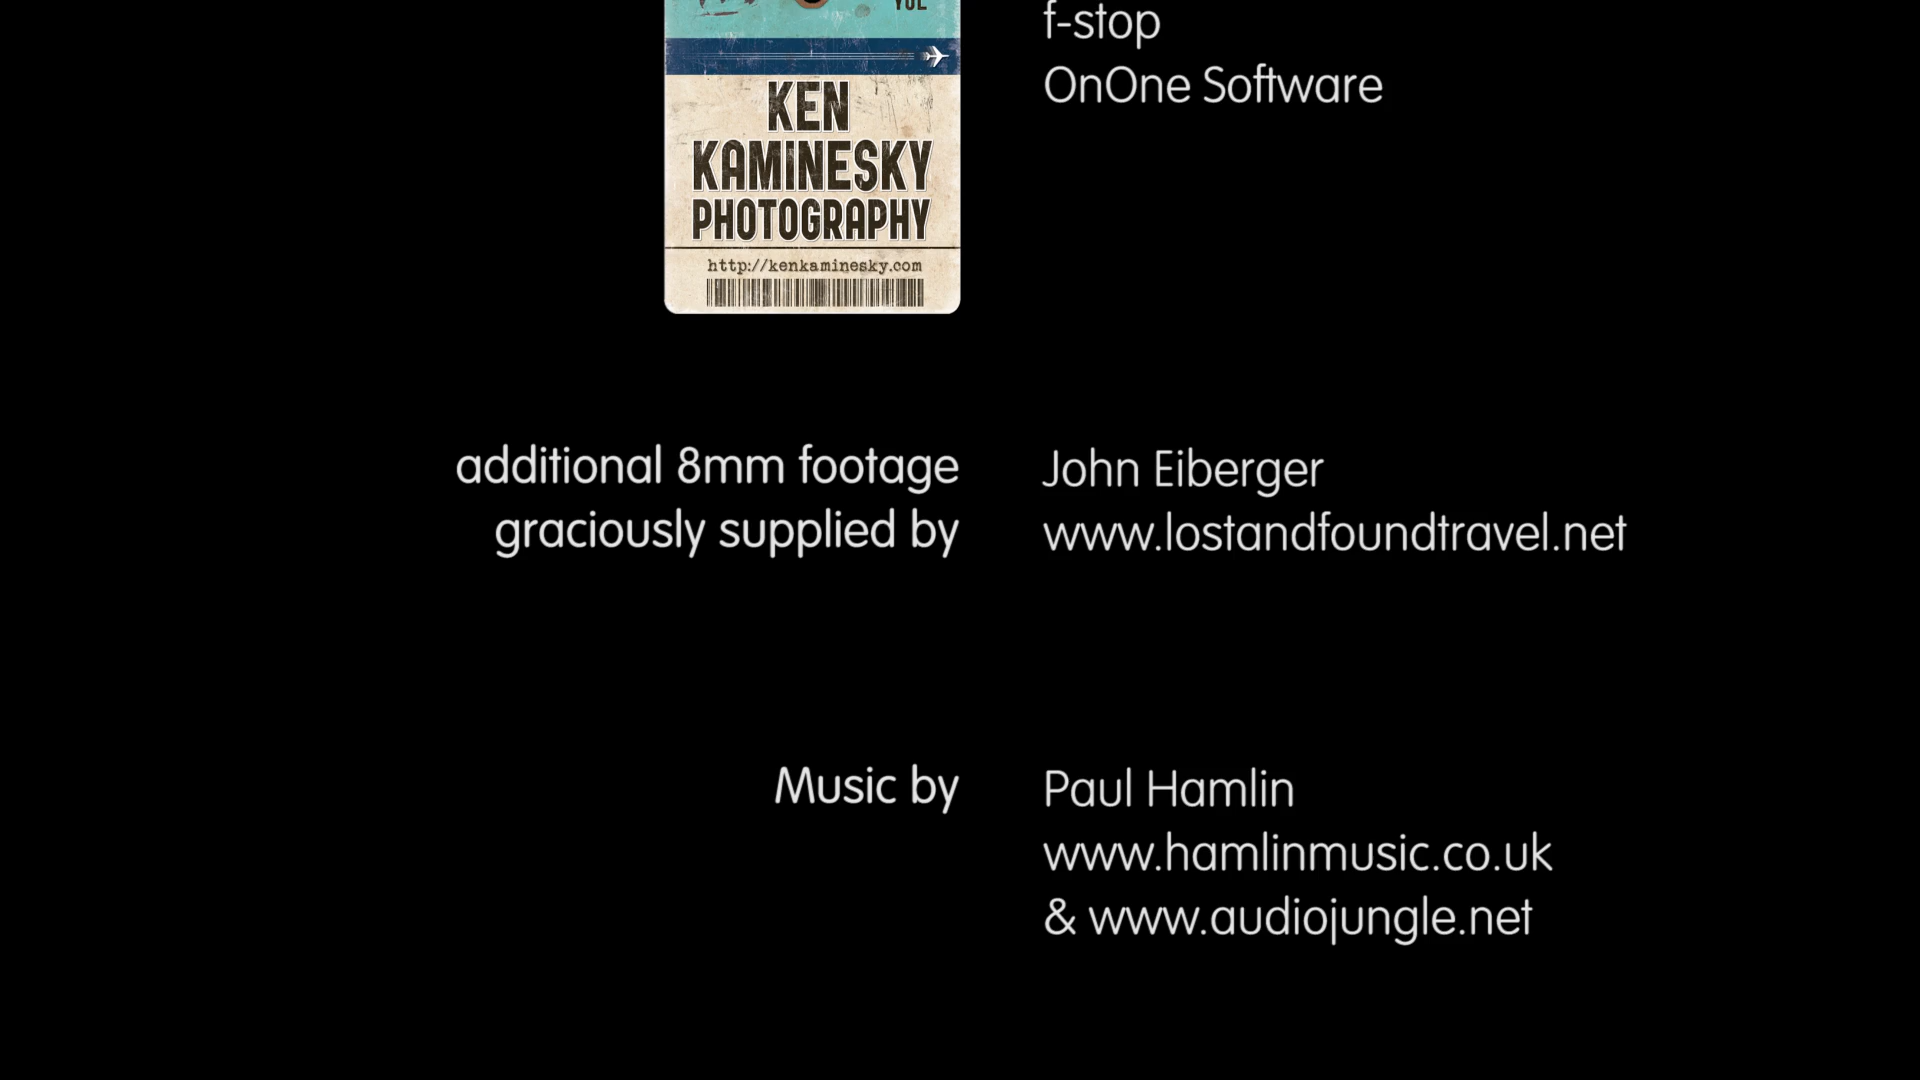 f-stop
OnOne Software
KEN
KAMINESKY
PHOTOGRAPHY
http://kenkaminesky.com
additional 8mm footage
graciously supplied by
John Eiberger
www.lostandfoundtravel.net
Music by
Paul Hamlin
www.hamlinmusic.co.uk
& www.audiojungle.net